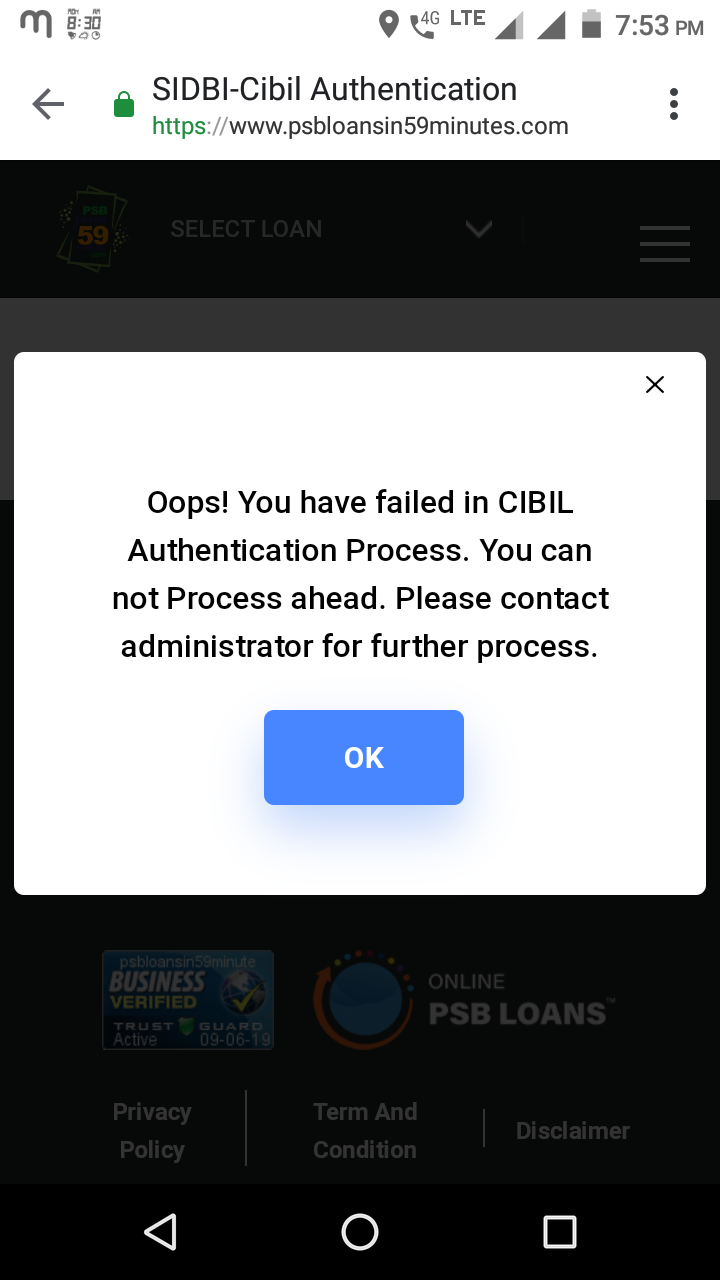 MON AM
8:30
4G LTE 7:53 PM
SIDBI-Cibil Authentication
https://www.psbloansin59minutes.com
PSB
59
SELECT LOAN
Oops! You have failed in CIBIL
Authentication Process. You can
not Process ahead. Please contact
administrator for further process.
OK
psbloansin59minute
BUSINESS
VERIFIED
TRUST GUARD
Active 09-06-19
ONLINE
PSB LOANS™
Privacy
Policy
Term And
Condition
Disclaimer